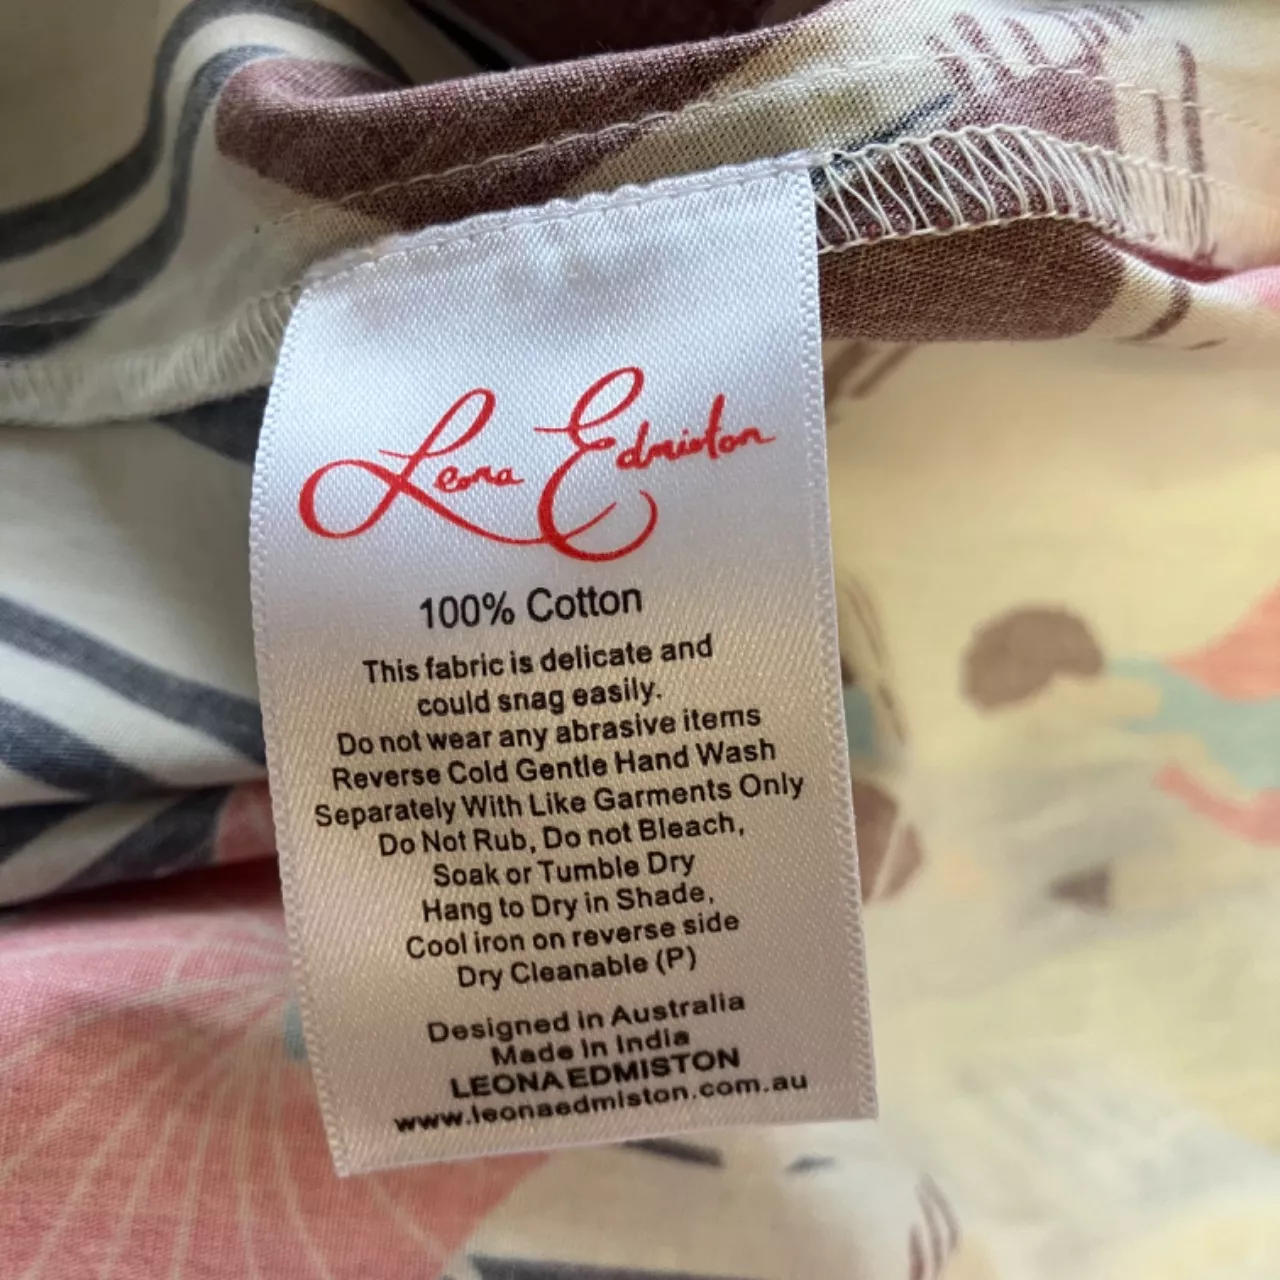 Leona Edmiston
100% Cotton
This fabric is delicate and
could snag easily.
Do not wear any abrasive items
Reverse Cold Gentle Hand Wash
Separately With Like Garments Only
Do Not Rub, Do not Bleach,
Soak or Tumble Dry
Hang to Dry in Shade,
Cool iron on reverse side
Dry Cleanable (P)
Designed in Australia
Made in India
LEONA EDMISTON
www.leonaedmiston.com.au